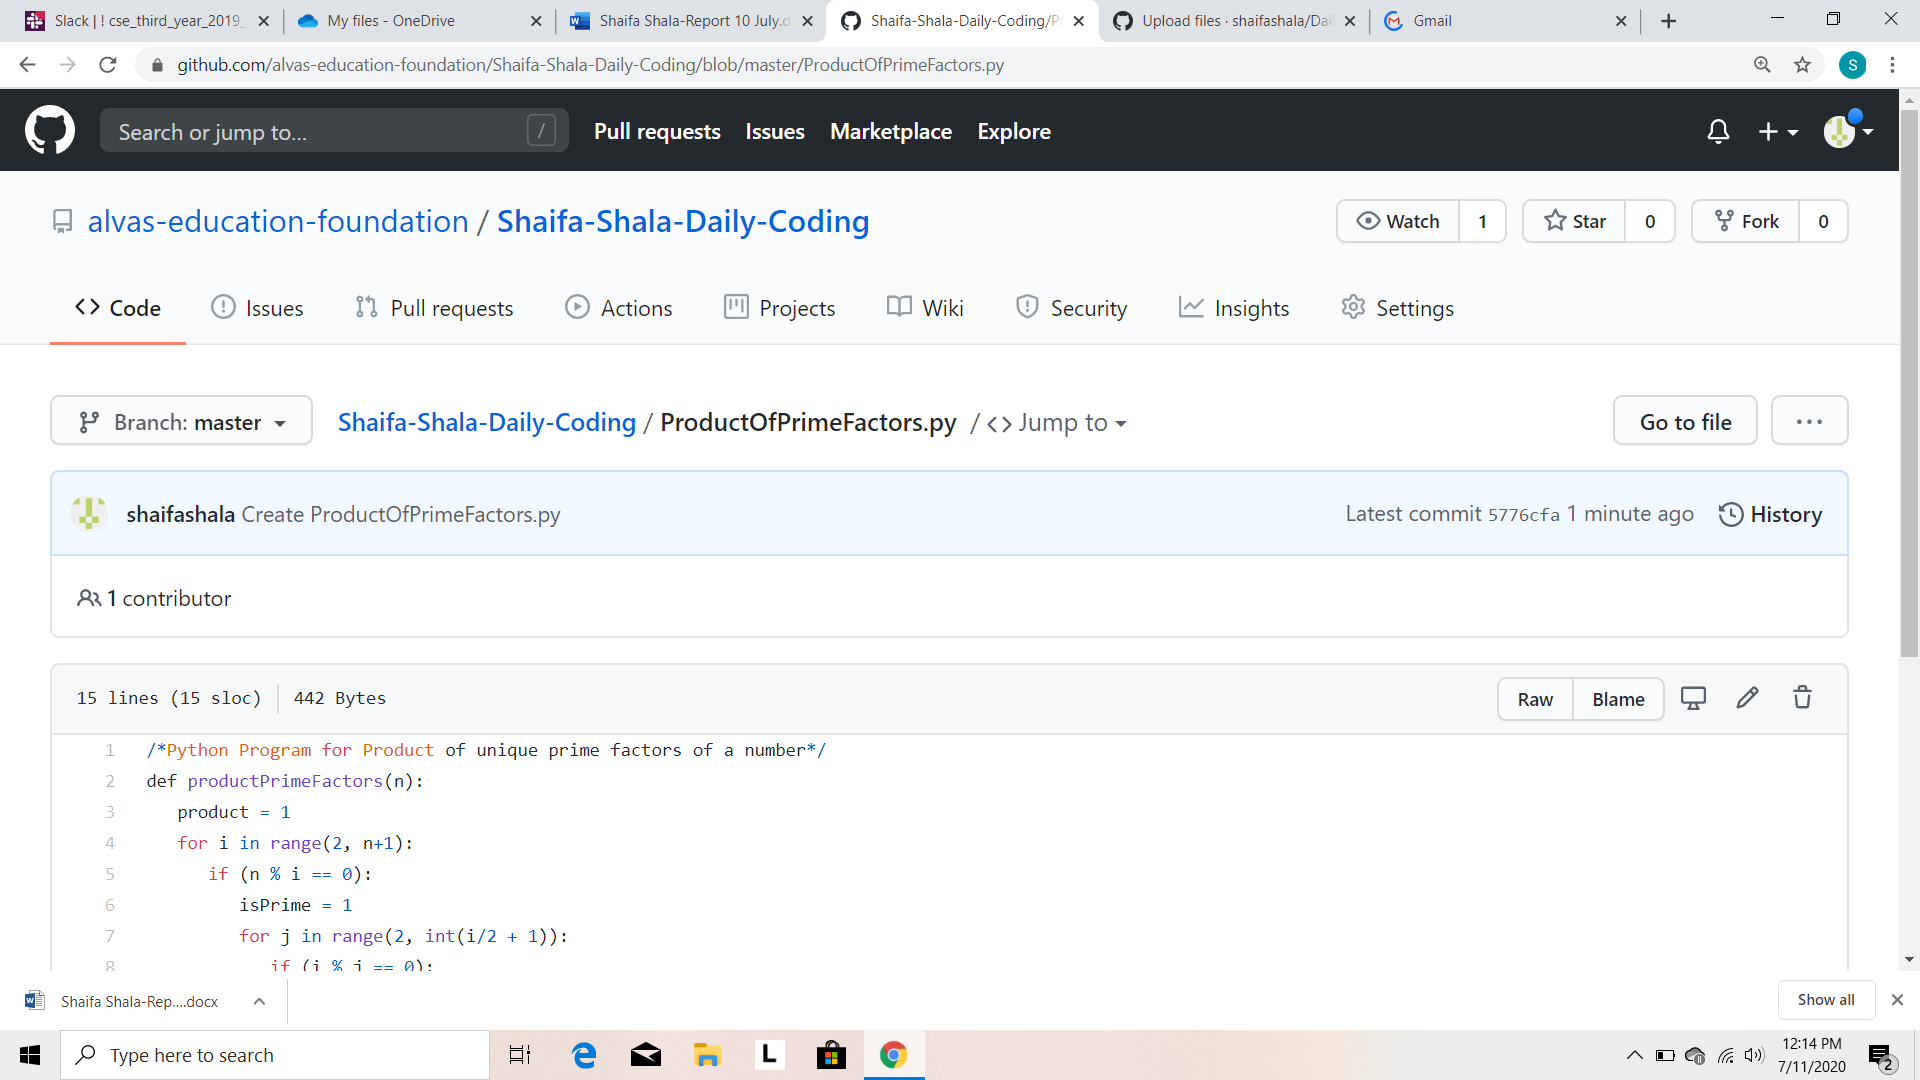 Slack | ! cse_third_year_2019_
My files - OneDrive
Shaifa Shala-Report 10 July.d
Shaifa-Shala-Daily-Coding/P
Upload files · shaifashala/Dai
Gmail
github.com/alvas-education-foundation/Shaifa-Shala-Daily-Coding/blob/master/ProductOfPrimeFactors.py
S
Search or jump to...
/
Pull requests
Issues
Marketplace
Explore
alvas-education-foundation / Shaifa-Shala-Daily-Coding
Watch 1
Star 0
Fork 0
Code
Issues
Pull requests
Actions
Projects
Wiki
Security
Insights
Settings
Branch: master
Shaifa-Shala-Daily-Coding / ProductOfPrimeFactors.py / <> Jump to
Go to file
...
shaifashala Create ProductOfPrimeFactors.py
Latest commit 5776cfa 1 minute ago
History
1 contributor
15 lines (15 sloc) | 442 Bytes
Raw
Blame
1 /*Python Program for Product of unique prime factors of a number*/
2 def productPrimeFactors(n):
3 product = 1
4 for i in range(2, n+1):
5 if (n % i == 0):
6 isPrime = 1
7 for j in range(2, int(i/2 + 1)):
8 if (i % j == 0):
Shaifa Shala-Rep....docx
Show all
Type here to search
L
12:14 PM
7/11/2020
2